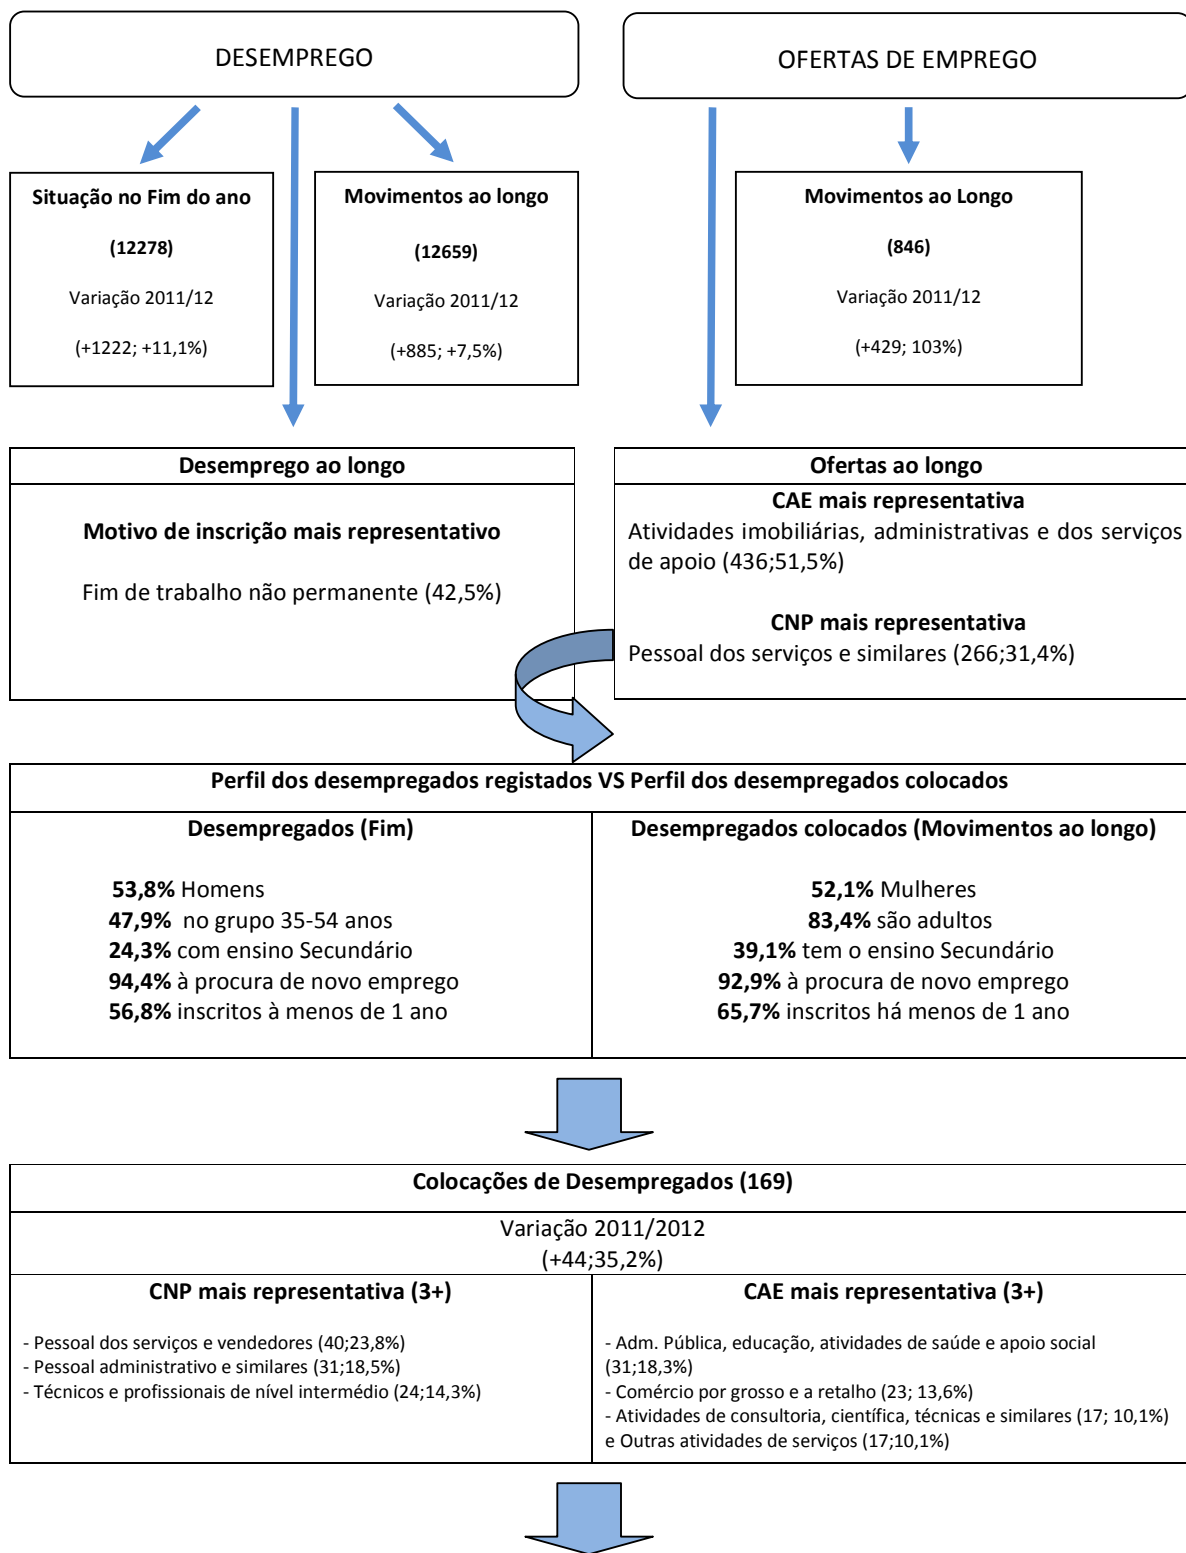 DESEMPREGO
OFERTAS DE EMPREGO
Situação no Fim do ano
(12278)
Variação 2011/12
(+1222; +11,1%)
Movimentos ao longo
(12659)
Variação 2011/12
(+885; +7,5%)
Movimentos ao Longo
(846)
Variação 2011/12
(+429; 103%)
Desemprego ao longo
Motivo de inscrição mais representativo
Fim de trabalho não permanente (42,5%)
Ofertas ao longo
CAE mais representativa
Atividades imobiliárias, administrativas e dos serviços
de apoio (436;51,5%)
CNP mais representativa
Pessoal dos serviços e similares (266;31,4%)
Perfil dos desempregados registados VS Perfil dos desempregados colocados
Desempregados (Fim)
53,8% Homens
47,9% no grupo 35-54 anos
24,3% com ensino Secundário
94,4% à procura de novo emprego
56,8% inscritos à menos de 1 ano
Desempregados colocados (Movimentos ao longo)
52,1% Mulheres
83,4% são adultos
39,1% tem o ensino Secundário
92,9% à procura de novo emprego
65,7% inscritos há menos de 1 ano
Colocações de Desempregados (169)
Variação 2011/2012
(+44;35,2%)
CNP mais representativa (3+)
- Pessoal dos serviços e vendedores (40;23,8%)
- Pessoal administrativo e similares (31;18,5%)
- Técnicos e profissionais de nível intermédio (24;14,3%)
CAE mais representativa (3+)
- Adm. Pública, educação, atividades de saúde e apoio social
(31;18,3%)
- Comércio por grosso e a retalho (23; 13,6%)
- Atividades de consultoria, científica, técnicas e similares (17; 10,1%)
e Outras atividades de serviços (17;10,1%)